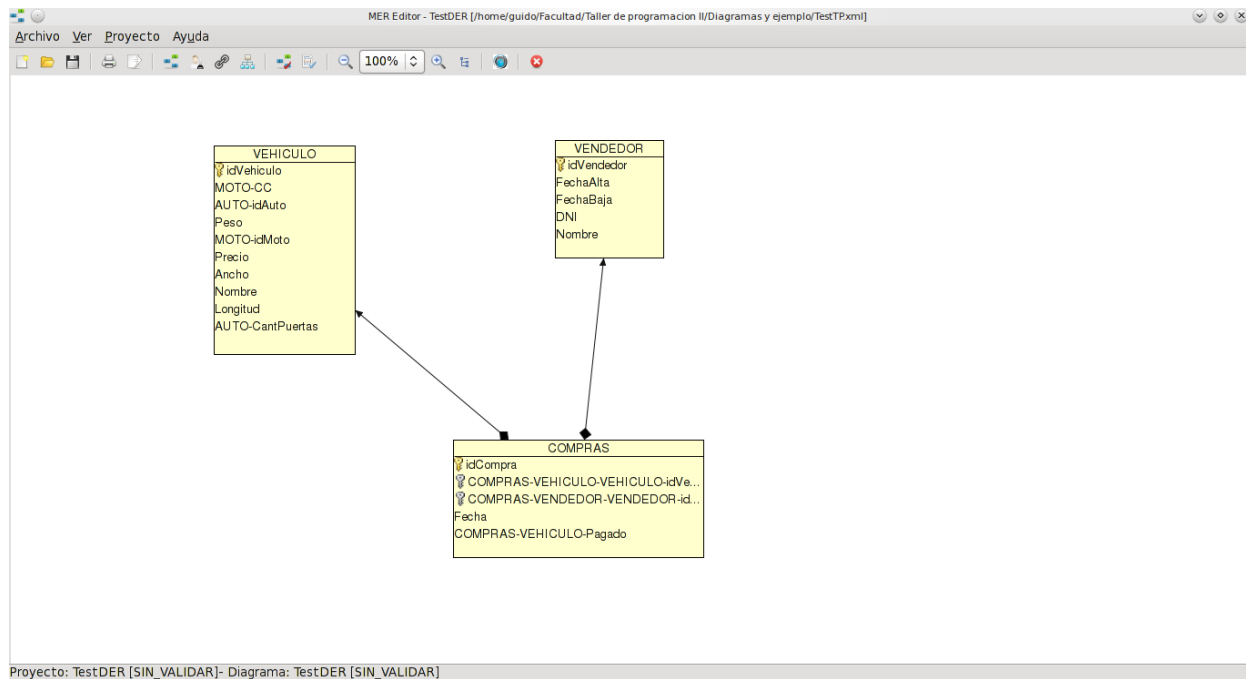 MER Editor - TestDER [/home/guido/Facultad/Taller de programacion II/Diagramas y ejemplo/TestTP.xml]
Archivo Ver Proyecto Ayuda
100%
VEHICULO
idVehiculo
MOTO-CC
AUTO-idAuto
Peso
MOTO-idMoto
Precio
Ancho
Nombre
Longitud
AUTO-CantPuertas
VENDEDOR
idVendedor
FechaAlta
FechaBaja
DNI
Nombre
COMPRAS
idCompra
COMPRAS-VEHICULO-VEHICULO-idVe...
COMPRAS-VENDEDOR-VENDEDOR-id...
Fecha
COMPRAS-VEHICULO-Pagado
Proyecto: TestDER [SIN_VALIDAR]- Diagrama: TestDER [SIN_VALIDAR]